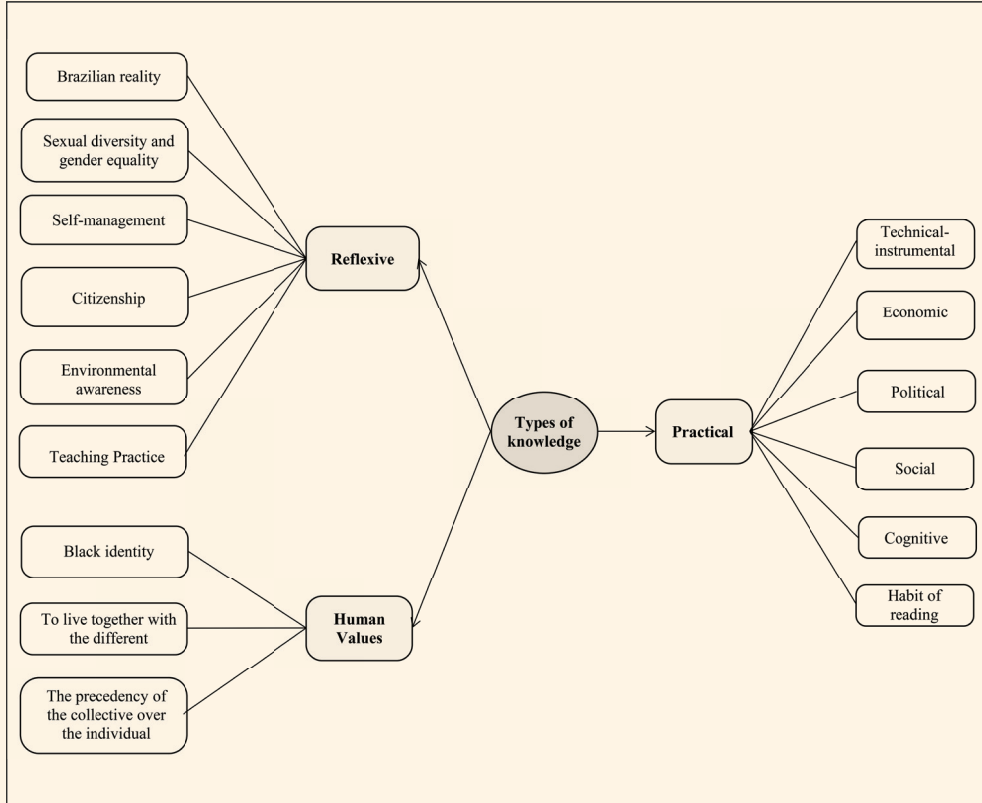 Brazilian reality
Sexual diversity and
gender equality
Self-management
Citizenship
Environmental
awareness
Teaching Practice
Reflexive
Black identity
To live together with
the different
The precedency of
the collective over
the individual
Human
Values
Types of
knowledge
Practical
Technical-
instrumental
Economic
Political
Social
Cognitive
Habit of
reading